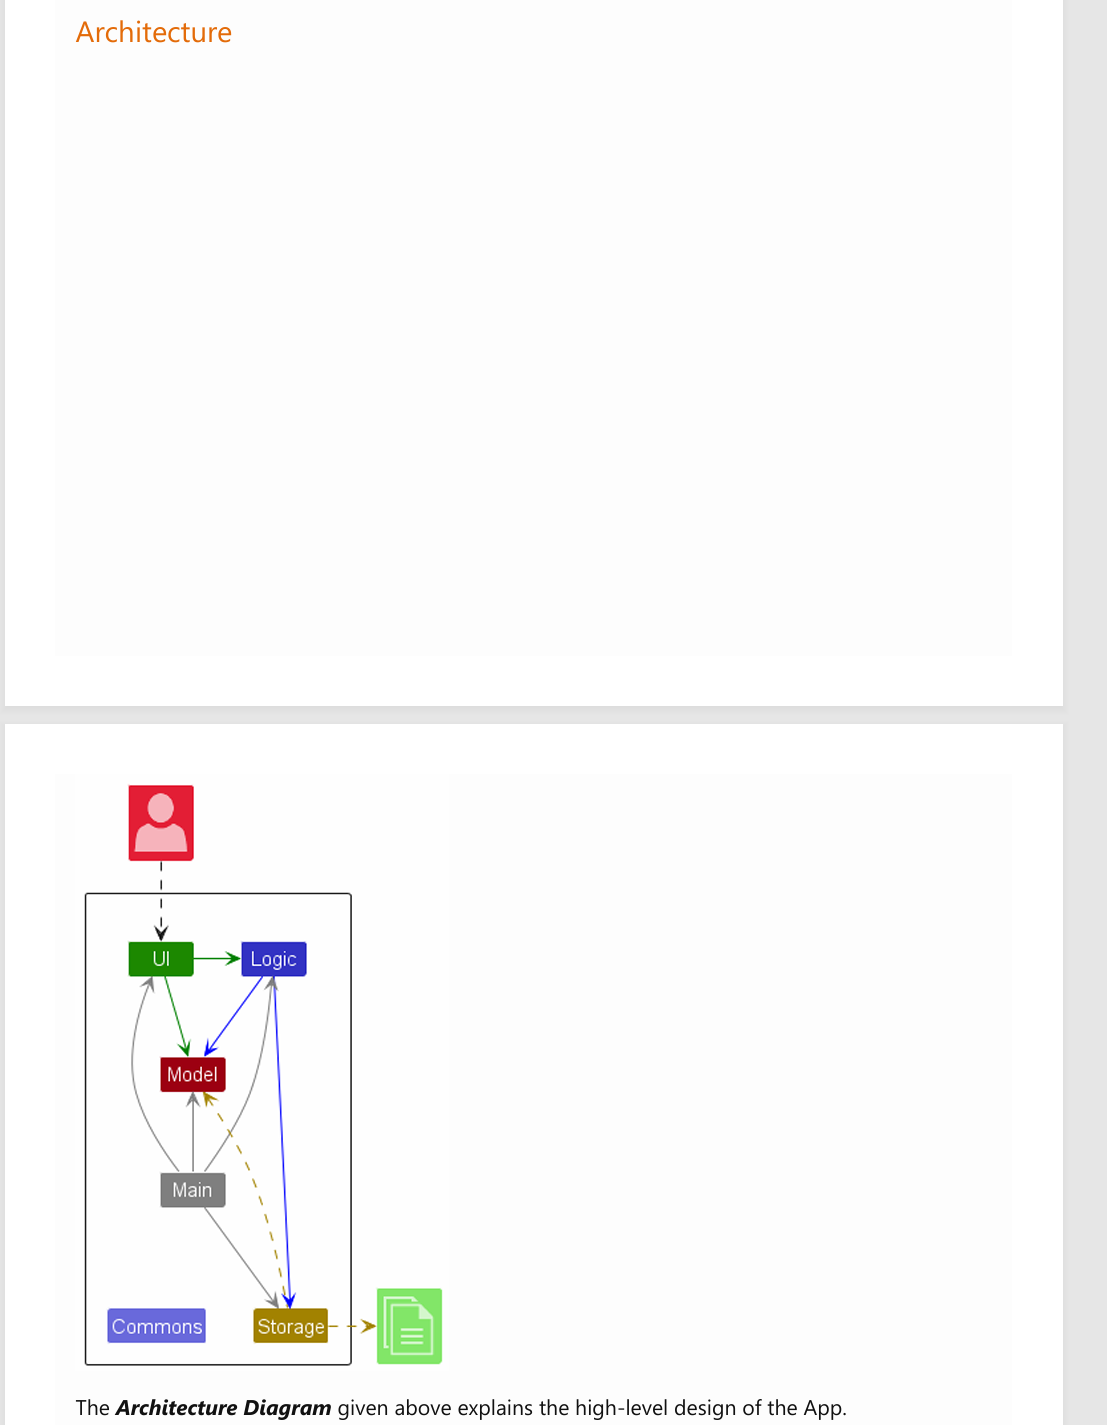 Architecture
UI
Logic
Model
Main
Commons
Storage
The Architecture Diagram given above explains the high-level design of the App.